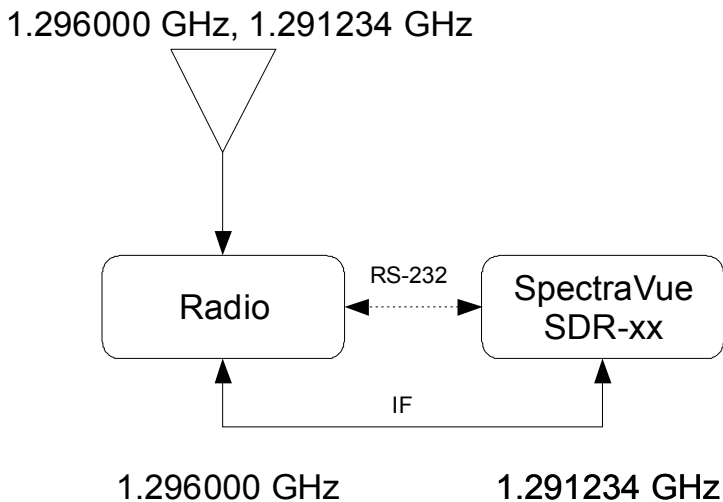 1.296000 GHz, 1.291234 GHz
RS-232
Radio
SpectraVue
SDR-xx
IF
1.296000 GHz
1.291234 GHz